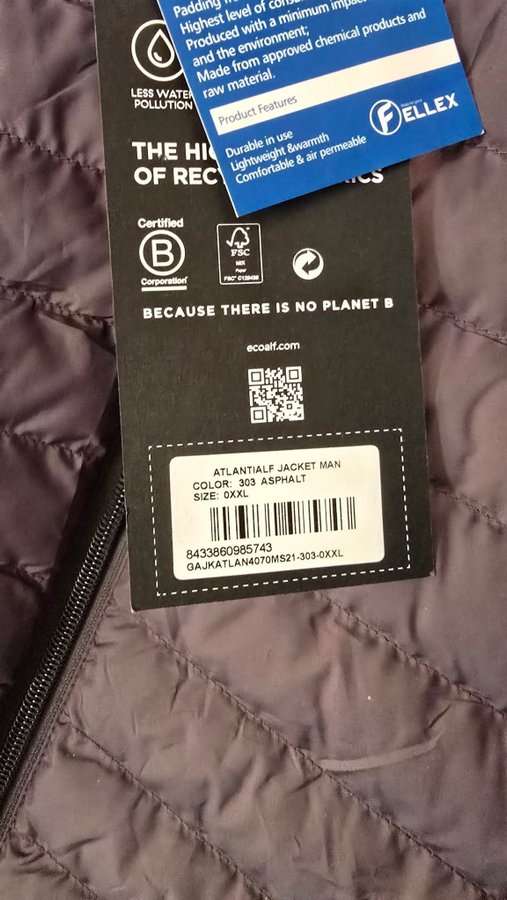 Padding
Highest level of
Produced with a minimum impact
and the environment;
Made from approved chemical products and
raw material.
Product Features
Durable in use
Lightweight &warmth
Comfortable & air permeable
FELLEX
LESS WATER
POLLUTION
THE
OF
Certified
B
Corporation
FSC
MIX
Paper
BECAUSE THERE IS NO PLANET B
ecoalf.com
ATLANTIALF JACKET MAN
COLOR: 303 ASPHALT
SIZE: 0XXL
8433860985743
GAJKATLAN4070MS21-303-0XXL